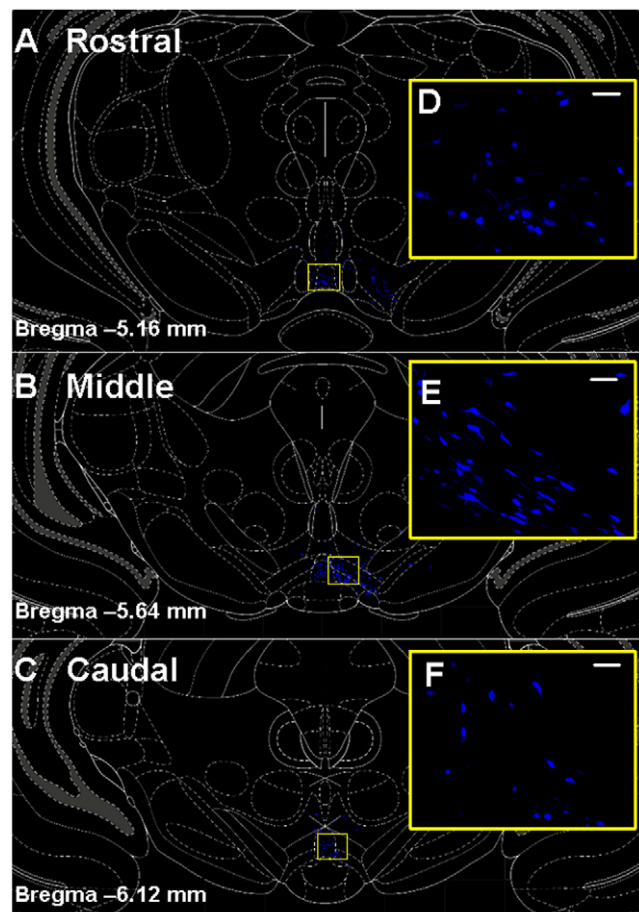 A Rostral
D
Bregma –5.16 mm
B Middle
E
Bregma –5.64 mm
C Caudal
F
Bregma –6.12 mm